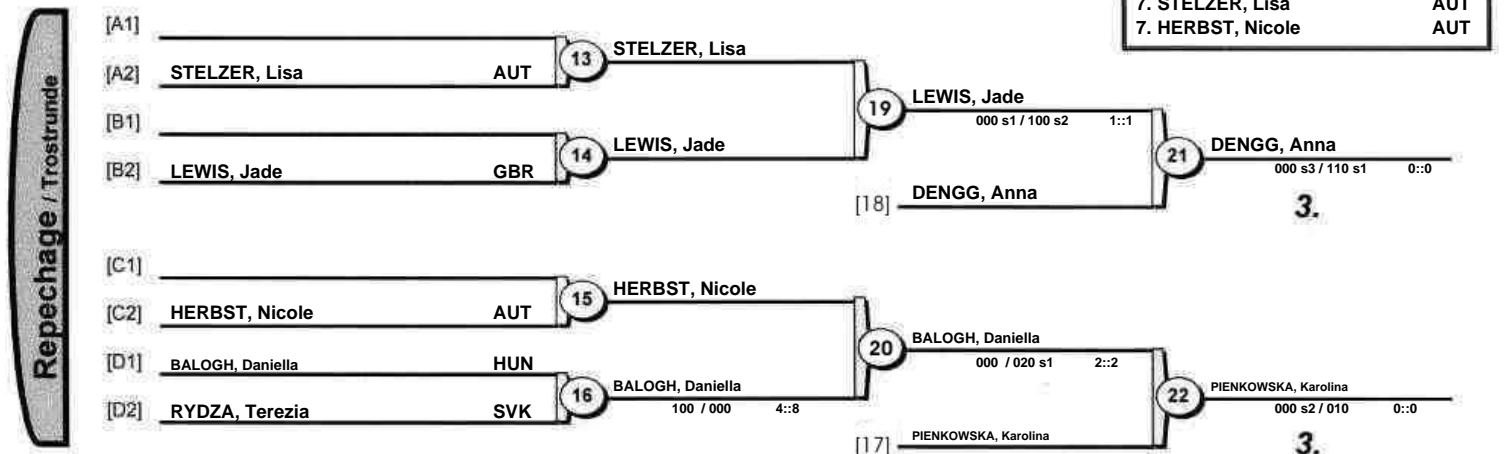 7. STELZER, Lisa AUT
7. HERBST, Nicole AUT
Repechage / Trostrunde
[A1]
[A2] STELZER, Lisa AUT
13
STELZER, Lisa
[B1]
[B2] LEWIS, Jade GBR
14
LEWIS, Jade
19
LEWIS, Jade
000 s1 / 100 s2 1::1
[18] DENGG, Anna
21
DENGG, Anna
000 s3 / 110 s1 0::0
3.
[C1]
[C2] HERBST, Nicole AUT
15
HERBST, Nicole
[D1] BALOGH, Daniella HUN
[D2] RYDZA, Terezia SVK
16
BALOGH, Daniella
100 / 000 4::8
20
BALOGH, Daniella
000 / 020 s1 2::2
[17] PIENKOWSKA, Karolina
22
PIENKOWSKA, Karolina
000 s2 / 010 0::0
3.